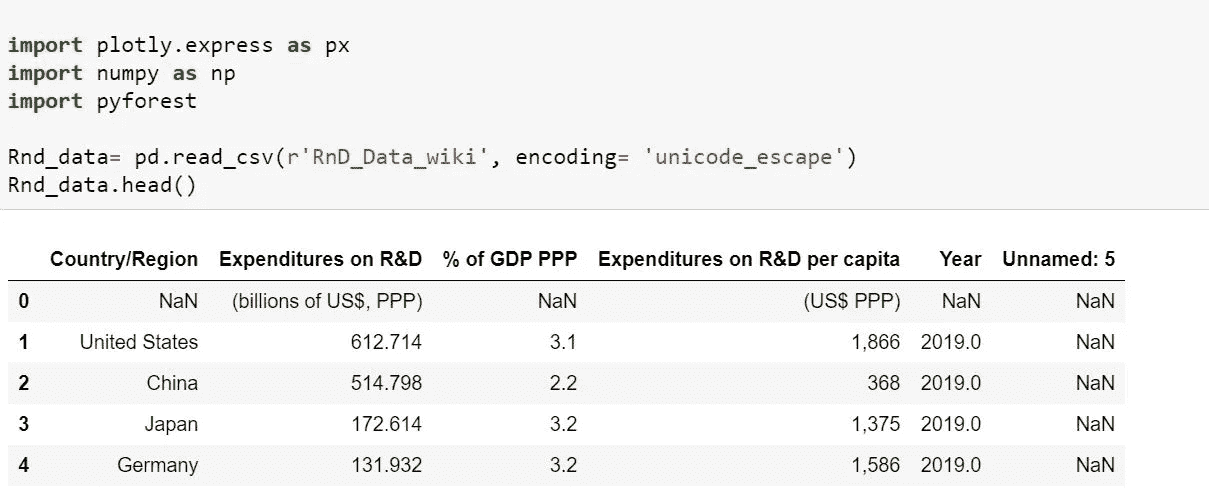 import plotly.express as px
import numpy as np
import pyforest
Rnd_data= pd.read_csv(r'RnD_Data_wiki', encoding= 'unicode_escape')
Rnd_data.head()
Country/Region Expenditures on R&D % of GDP PPP Expenditures on R&D per capita Year Unnamed: 5
0 NaN (billions of US$, PPP) NaN (US$ PPP) NaN NaN
1 United States 612.714 3.1 1,866 2019.0 NaN
2 China 514.798 2.2 368 2019.0 NaN
3 Japan 172.614 3.2 1,375 2019.0 NaN
4 Germany 131.932 3.2 1,586 2019.0 NaN